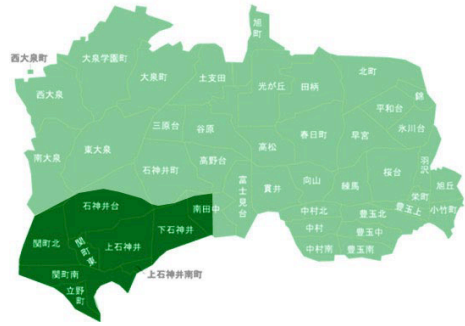 旭町
西大泉町
大泉学園町
大泉町
土支田
光が丘
田柄
北町
錦
西大泉
平和台
氷川台
三原台
谷原
春日町
早宮
南大泉
東大泉
高松
石神井町
高野台
羽沢
富士見台
貫井
向山
練馬
桜台
旭丘
栄町
小竹町
石神井台
南田中
中村北
豊玉北
豊玉上
下石神井
中村
豊玉中
関町北
関町東
上石神井
中村南
豊玉南
関町南
上石神井南町
立野町